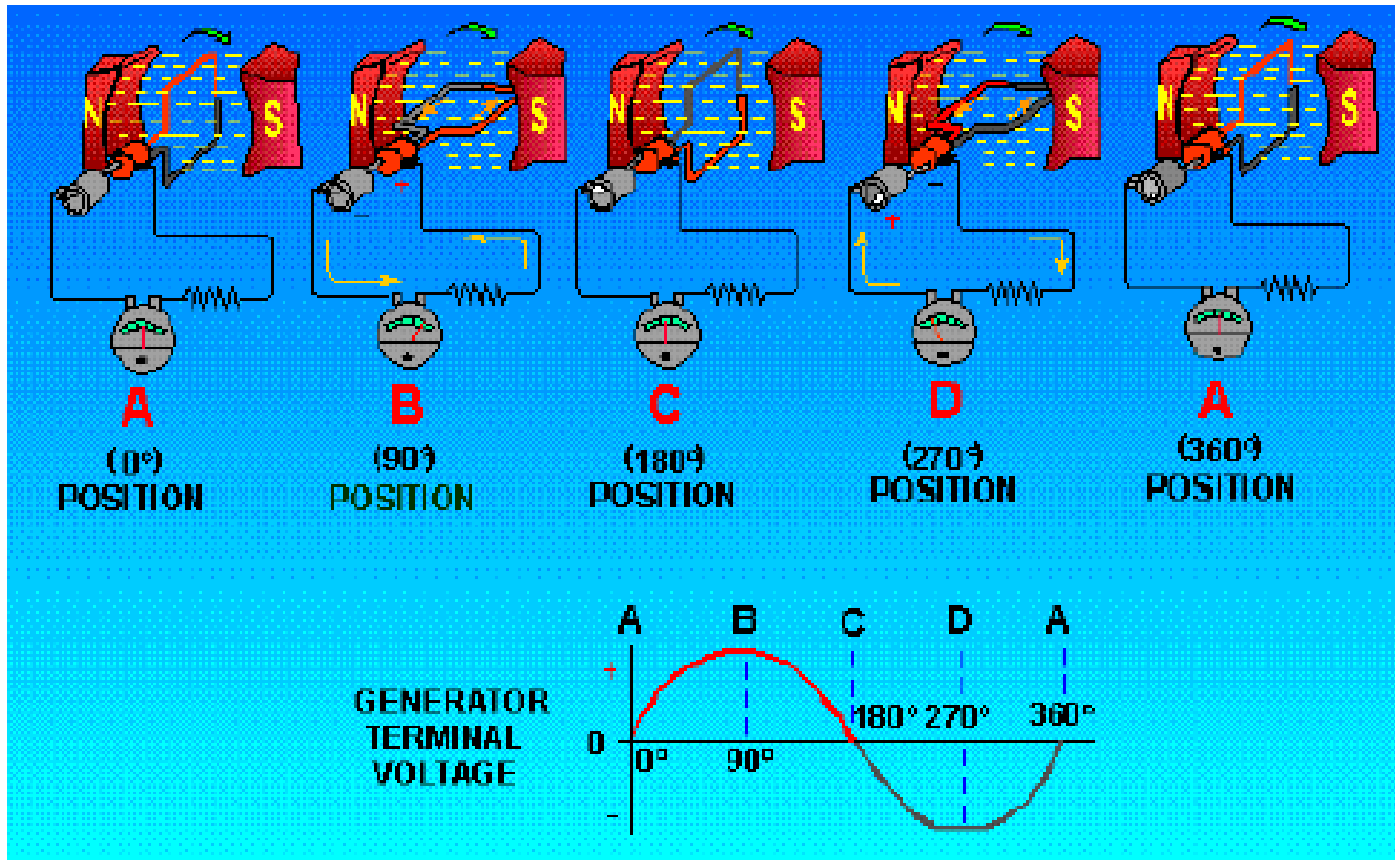 N S N S N S N S N S
+ -
- +
A B C D A
(0°) (90°) (180°) (270°) (360°)
POSITION POSITION POSITION POSITION POSITION
A B C D A
+
GENERATOR
TERMINAL
VOLTAGE
0
0° 90° 180° 270° 360°
-